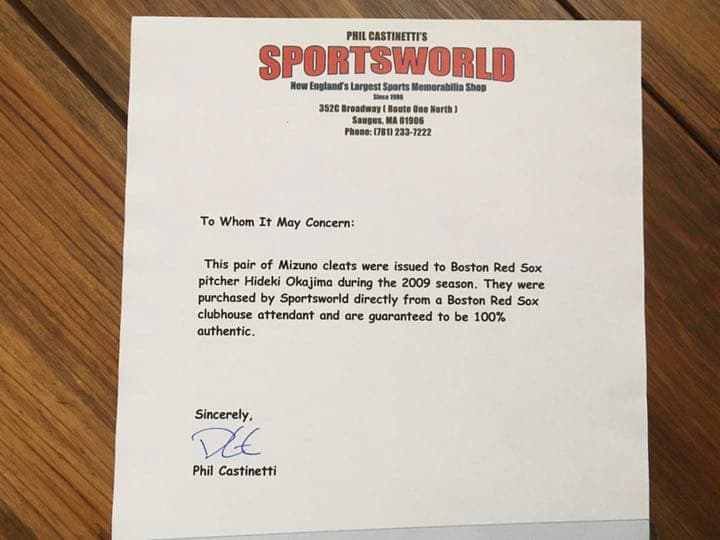 PHIL CASTINETTI'S
SPORTSWORLD
New England's Largest Sports Memorabilia Shop
Since 1986
352C Broadway ( Route One North )
Saugus, MA 01906
Phone: (781) 233-7222
To Whom It May Concern:
This pair of Mizuno cleats were issued to Boston Red Sox
pitcher Hideki Okajima during the 2009 season. They were
purchased by Sportsworld directly from a Boston Red Sox
clubhouse attendant and are guaranteed to be 100%
authentic.
Sincerely,
Phil Castinetti